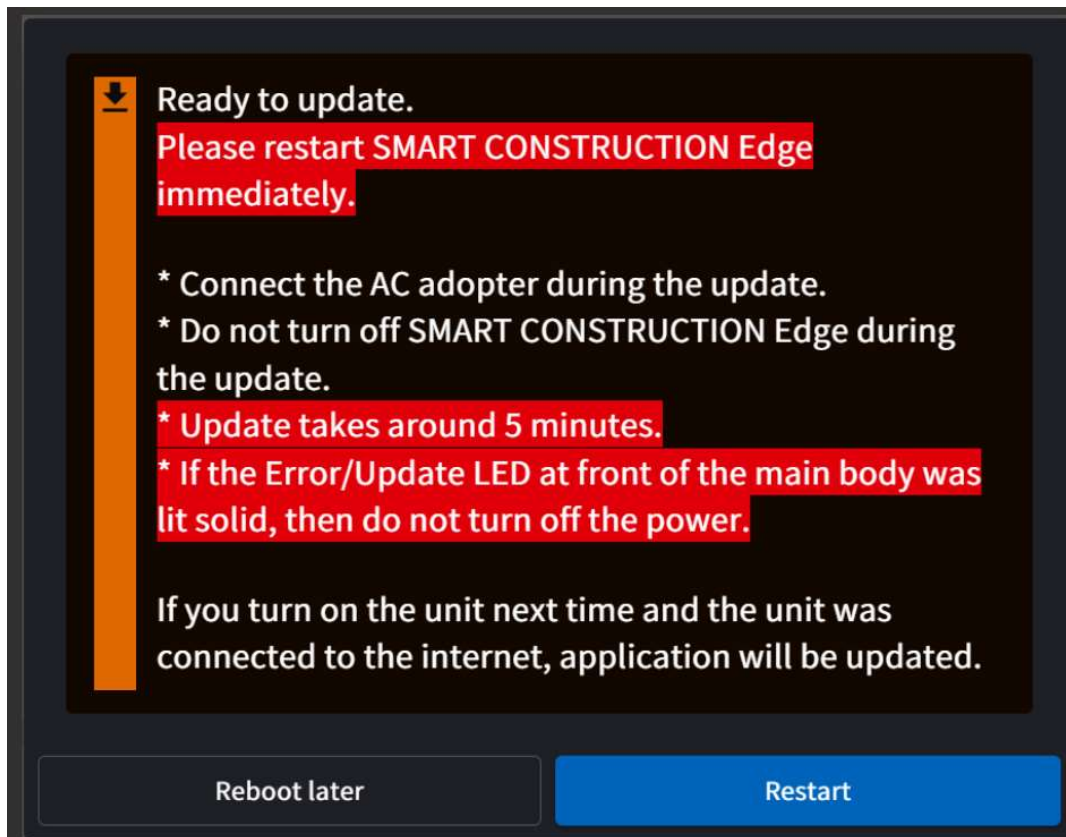 Ready to update.
Please restart SMART CONSTRUCTION Edge
immediately.
* Connect the AC adopter during the update.
* Do not turn off SMART CONSTRUCTION Edge during
the update.
* Update takes around 5 minutes.
* If the Error/Update LED at front of the main body was
lit solid, then do not turn off the power.
If you turn on the unit next time and the unit was
connected to the internet, application will be updated.
Reboot later
Restart